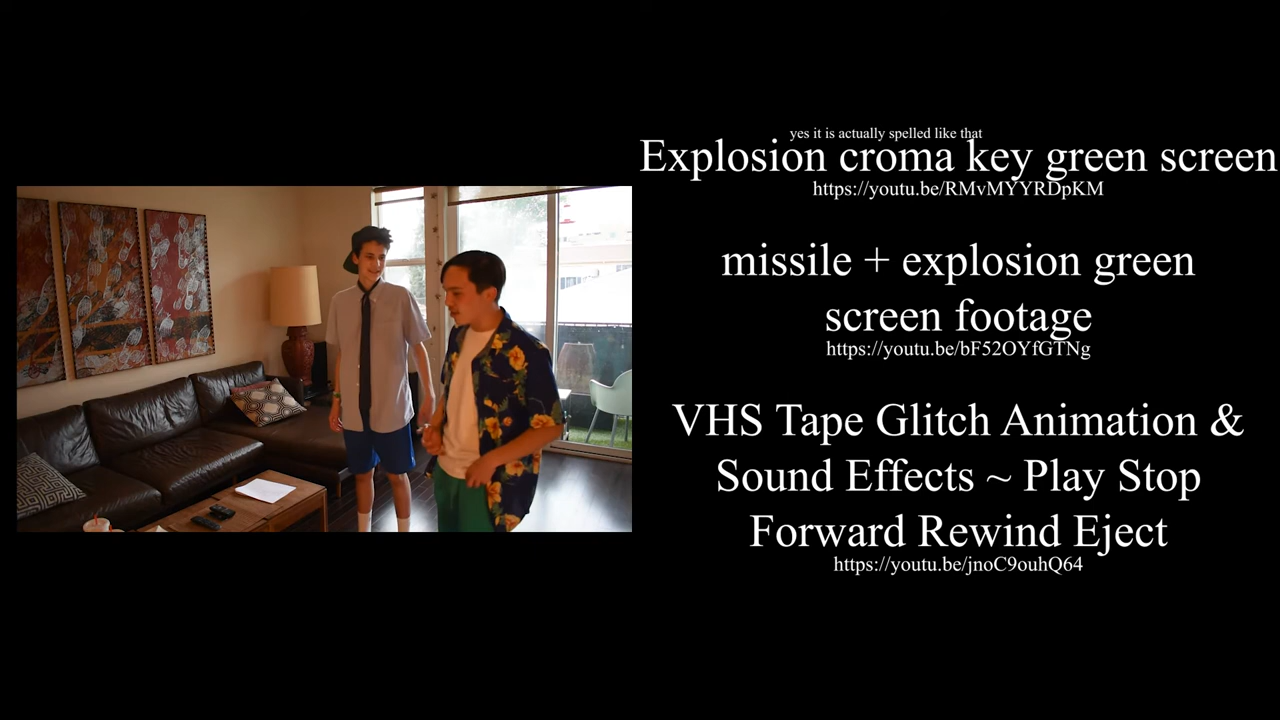 yes it is actually spelled like that
Explosion croma key green screen
https://youtu.be/RMvMYYRDpKM
missile + explosion green
screen footage
https://youtu.be/bF52OYfGTNg
VHS Tape Glitch Animation &
Sound Effects ~ Play Stop
Forward Rewind Eject
https://youtu.be/jnoC9ouhQ64